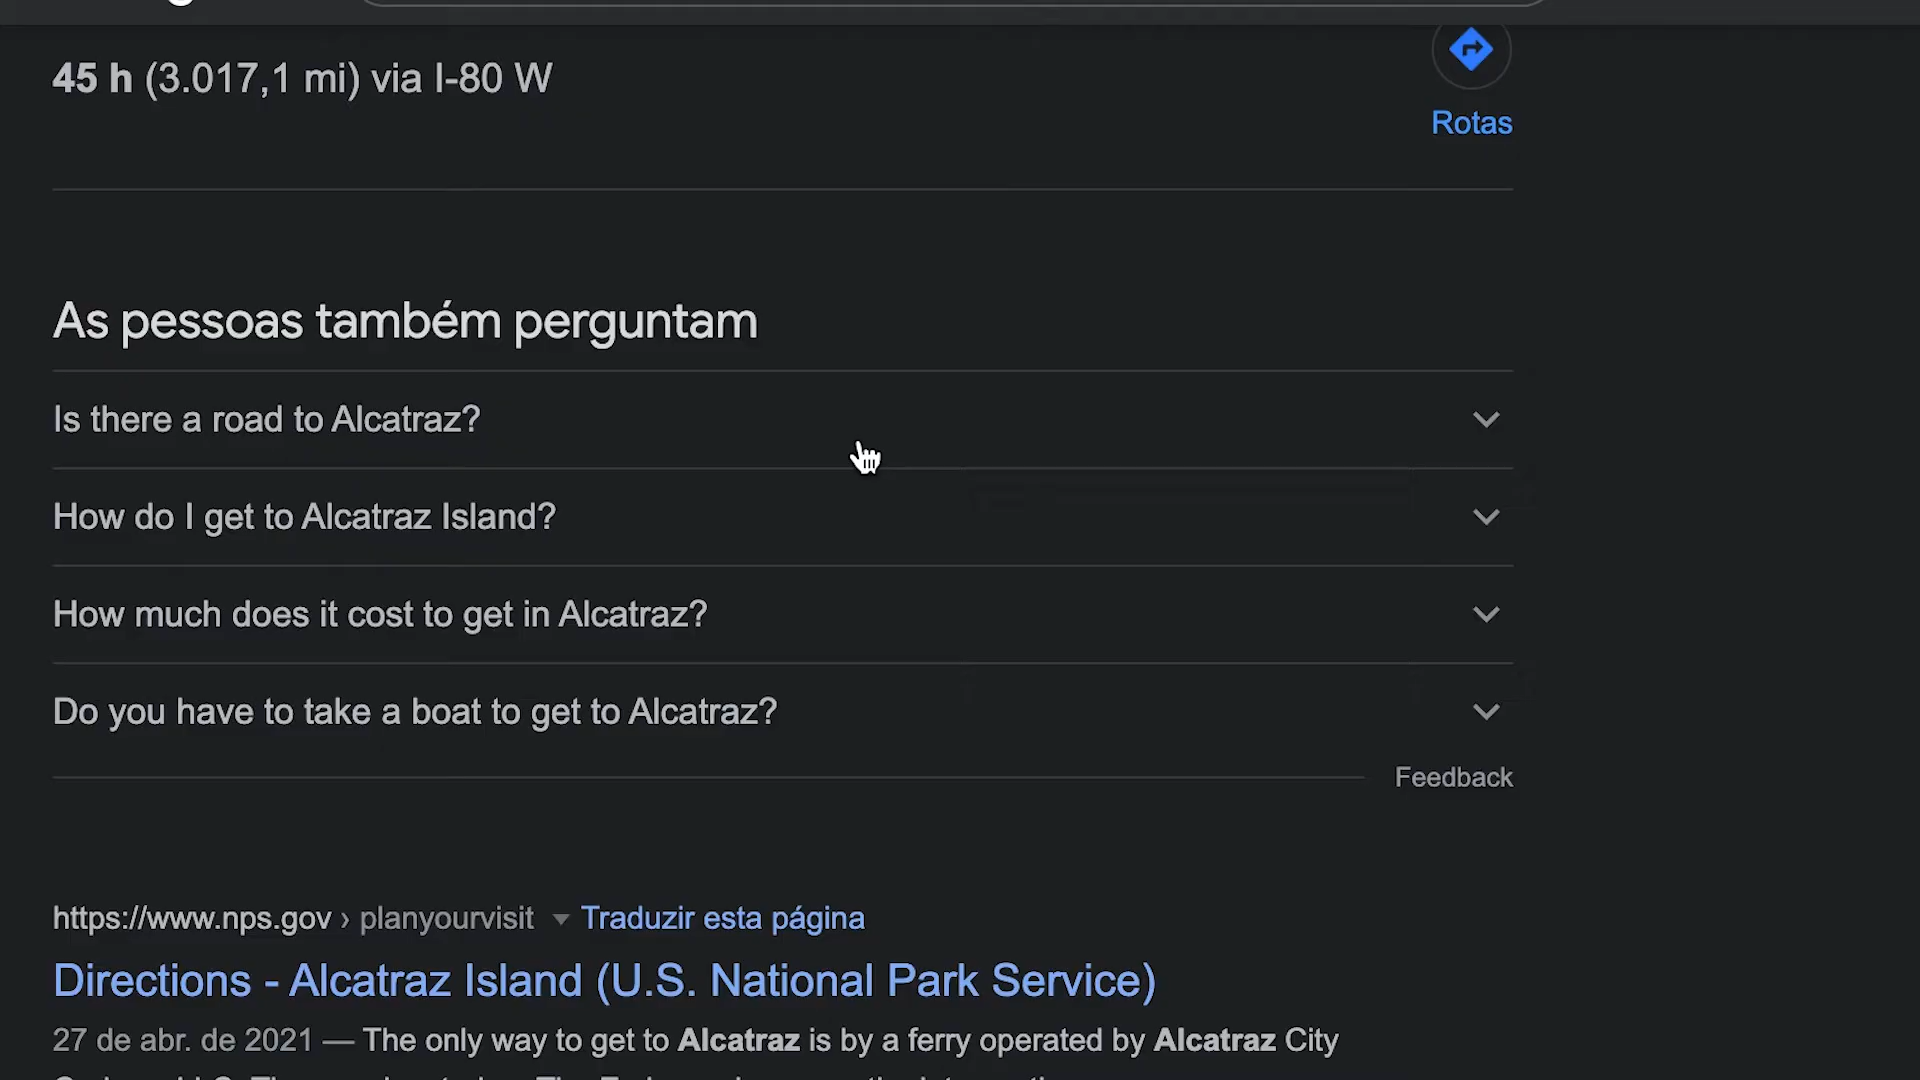 45 h (3.017,1 mi) via I-80 W
Rotas
As pessoas também perguntam
Is there a road to Alcatraz?
How do I get to Alcatraz Island?
How much does it cost to get in Alcatraz?
Do you have to take a boat to get to Alcatraz?
Feedback
https://www.nps.gov › planyourvisit Traduzir esta página
Directions - Alcatraz Island (U.S. National Park Service)
27 de abr. de 2021 — The only way to get to Alcatraz is by a ferry operated by Alcatraz City